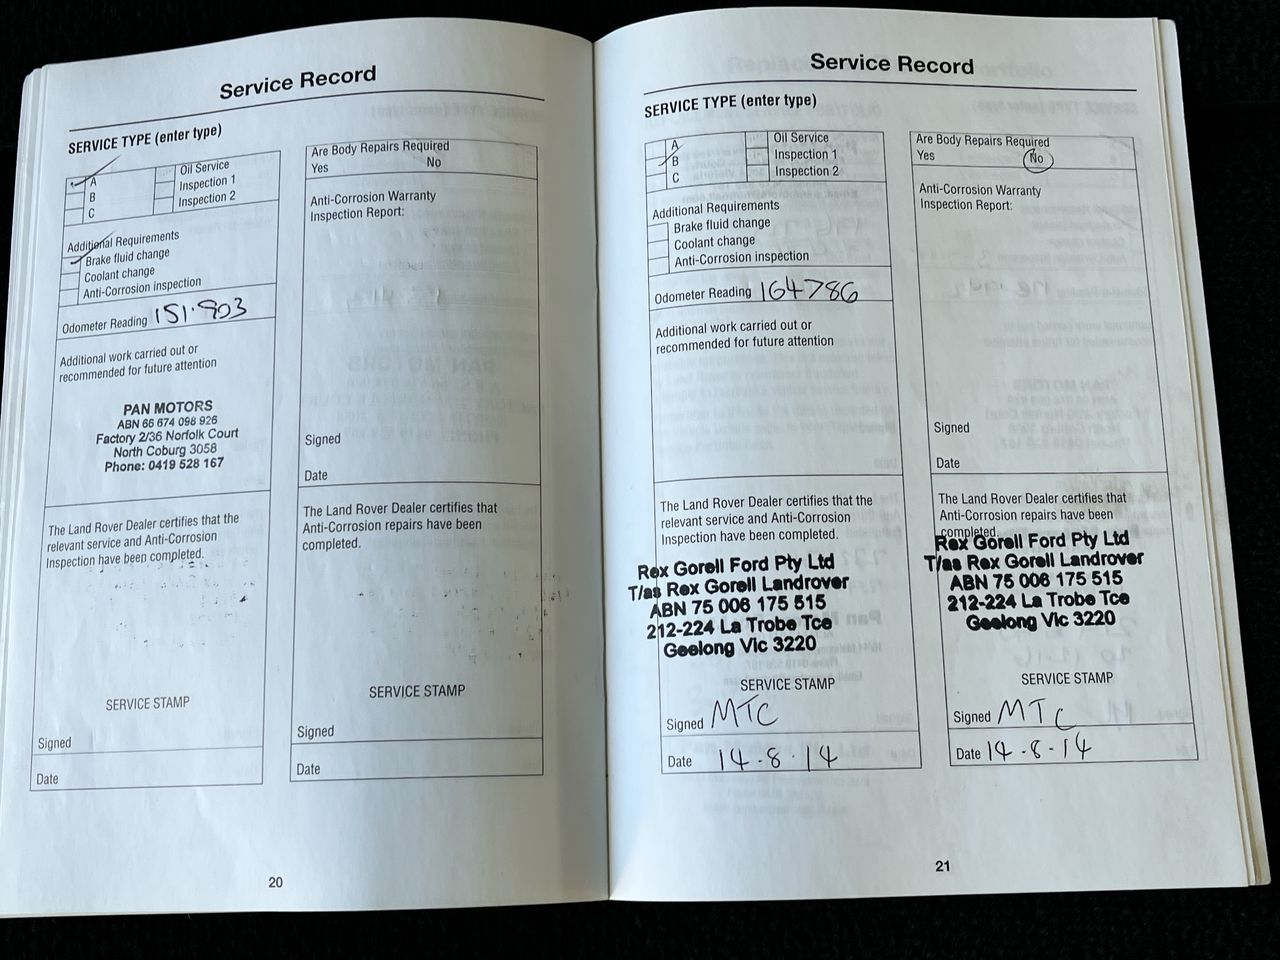 Service Record
SERVICE TYPE (enter type)
A
B
C
Oil Service
Inspection 1
Inspection 2
Additional Requirements
Brake fluid change
Coolant change
Anti-Corrosion inspection
Odometer Reading 151.903
Additional work carried out or
recommended for future attention
PAN MOTORS
ABN 66 674 098 926
Factory 2/36 Norfolk Court
North Coburg 3058
Phone: 0419 528 167
The Land Rover Dealer certifies that the
relevant service and Anti-Corrosion
Inspection have been completed.
SERVICE STAMP
Signed
Date
Are Body Repairs Required
Yes No
Anti-Corrosion Warranty
Inspection Report:
Signed
Date
The Land Rover Dealer certifies that
Anti-Corrosion repairs have been
completed.
SERVICE STAMP
Signed
Date
20
Service Record
SERVICE TYPE (enter type)
A
B
C
Oil Service
Inspection 1
Inspection 2
Additional Requirements
Brake fluid change
Coolant change
Anti-Corrosion inspection
Odometer Reading 164786
Additional work carried out or
recommended for future attention
The Land Rover Dealer certifies that the
relevant service and Anti-Corrosion
Inspection have been completed.
Rex Gorell Ford Pty Ltd
T/as Rex Gorell Landrover
ABN 75 006 175 515
212-224 La Trobe Tce
Geelong Vic 3220
SERVICE STAMP
Signed MTC
Date 14.8.14
Are Body Repairs Required
Yes No
Anti-Corrosion Warranty
Inspection Report:
Signed
Date
The Land Rover Dealer certifies that
Anti-Corrosion repairs have been
completed.
Rex Gorell Ford Pty Ltd
T/as Rex Gorell Landrover
ABN 75 006 175 515
212-224 La Trobe Tce
Geelong Vic 3220
SERVICE STAMP
Signed MTC
Date 14.8.14
21